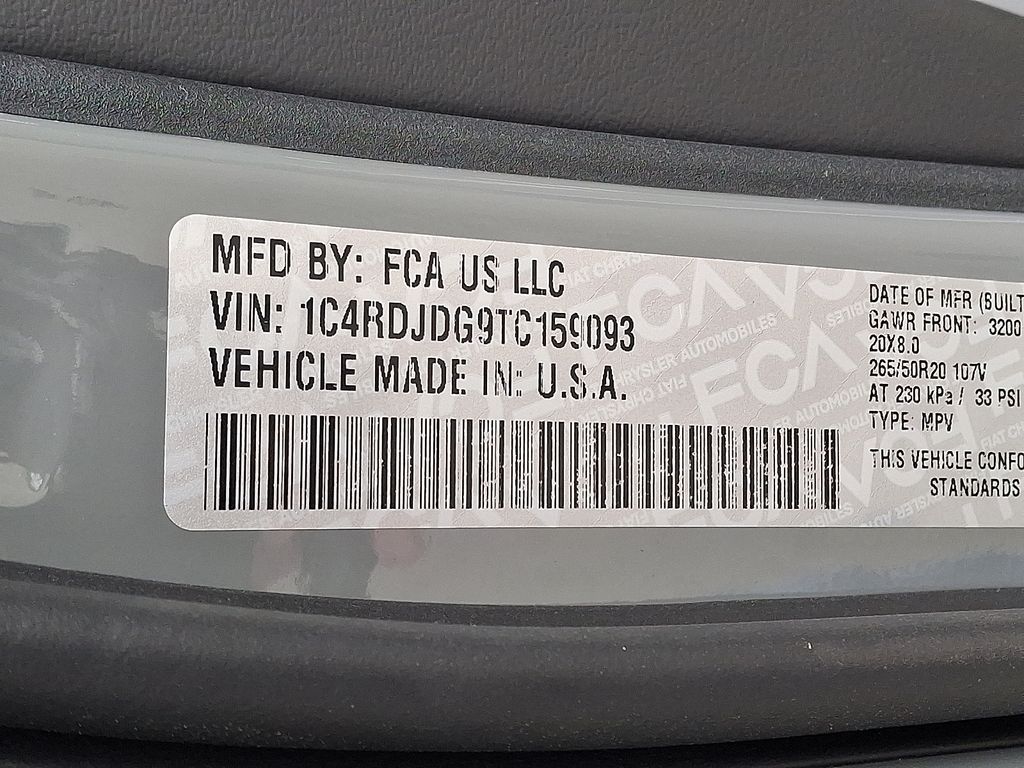 MFD BY: FCA US LLC
VIN: 1C4RDJDG9TC159093
VEHICLE MADE IN: U.S.A.
DATE OF MFR (BUILT
GAWR FRONT: 3200
20X8.0
265/50R20 107V
AT 230 kPa / 33 PSI
TYPE: MPV
THIS VEHICLE CONFO
STANDARDS